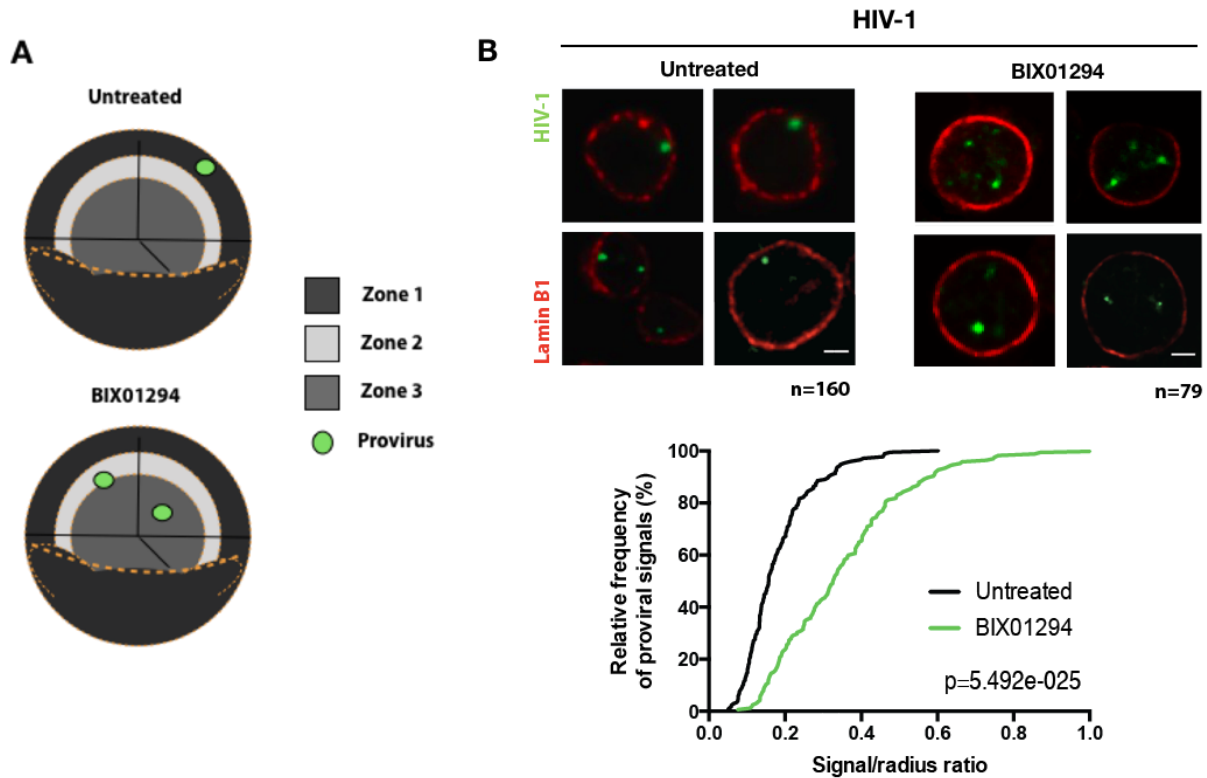 A
Untreated
BIX01294
Zone 1
Zone 2
Zone 3
Provirus
B
HIV-1
Untreated
BIX01294
HIV-1
Lamin B1
n=160
n=79
100
80
60
40
20
0
0.0 0.2 0.4 0.6 0.8 1.0
Relative frequency
of proviral signals (%)
Signal/radius ratio
Untreated
BIX01294
p=5.492e-025